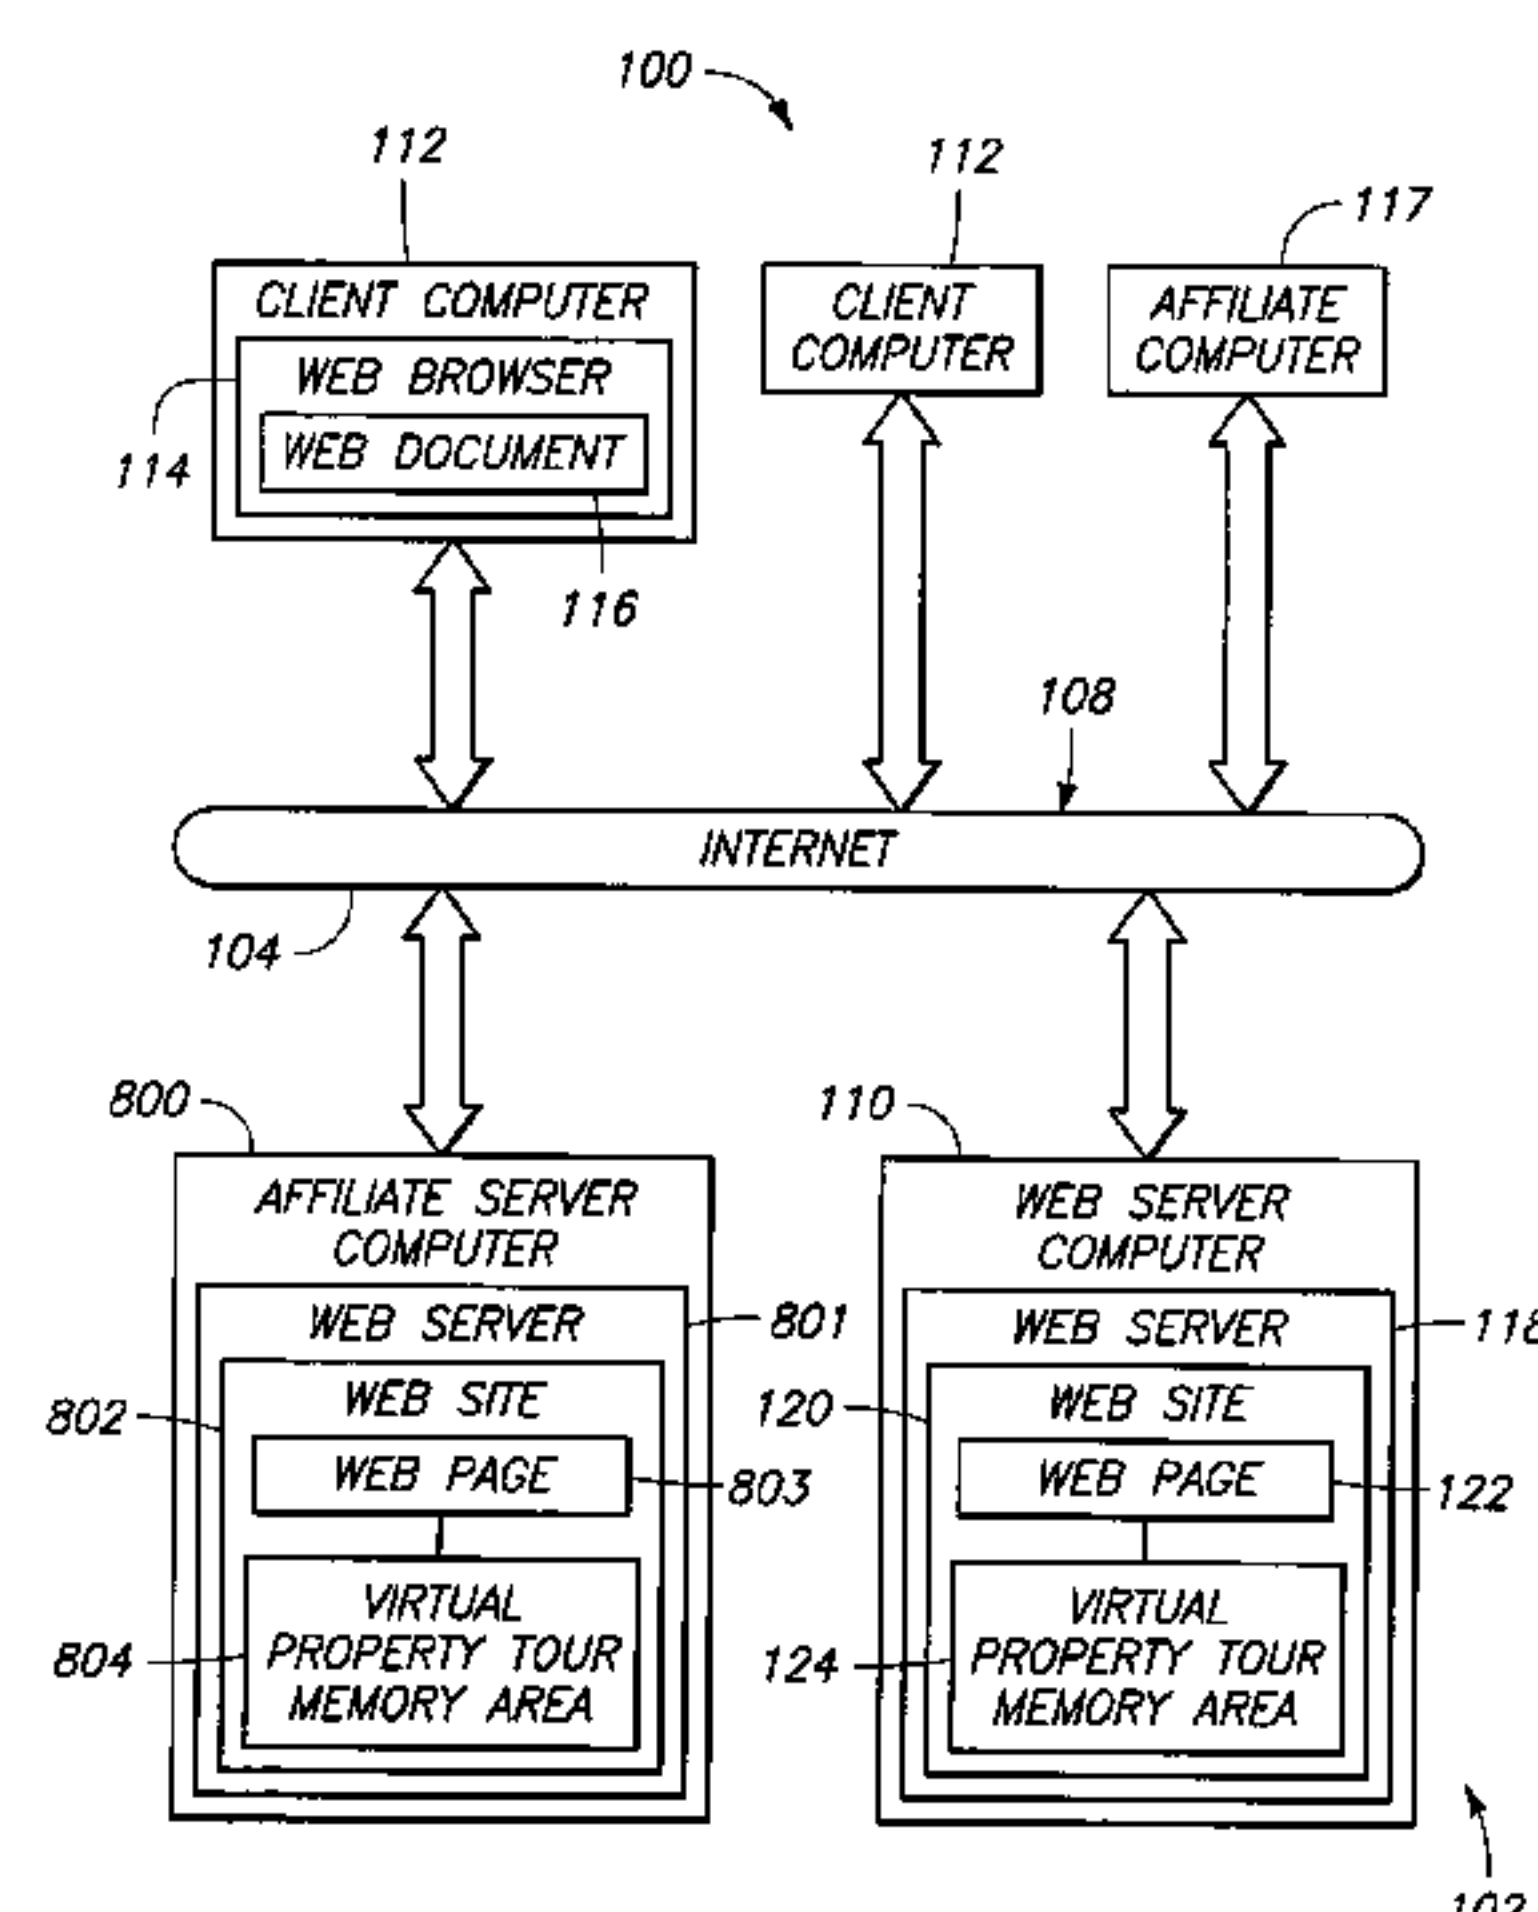 100
112
112
117
CLIENT COMPUTER
WEB BROWSER
WEB DOCUMENT
114
116
CLIENT
COMPUTER
AFFILIATE
COMPUTER
108
INTERNET
104
800
AFFILIATE SERVER
COMPUTER
WEB SERVER
801
WEB SITE
802
WEB PAGE
803
VIRTUAL
PROPERTY TOUR
MEMORY AREA
804
110
WEB SERVER
COMPUTER
WEB SERVER
118
WEB SITE
120
WEB PAGE
122
VIRTUAL
PROPERTY TOUR
MEMORY AREA
124